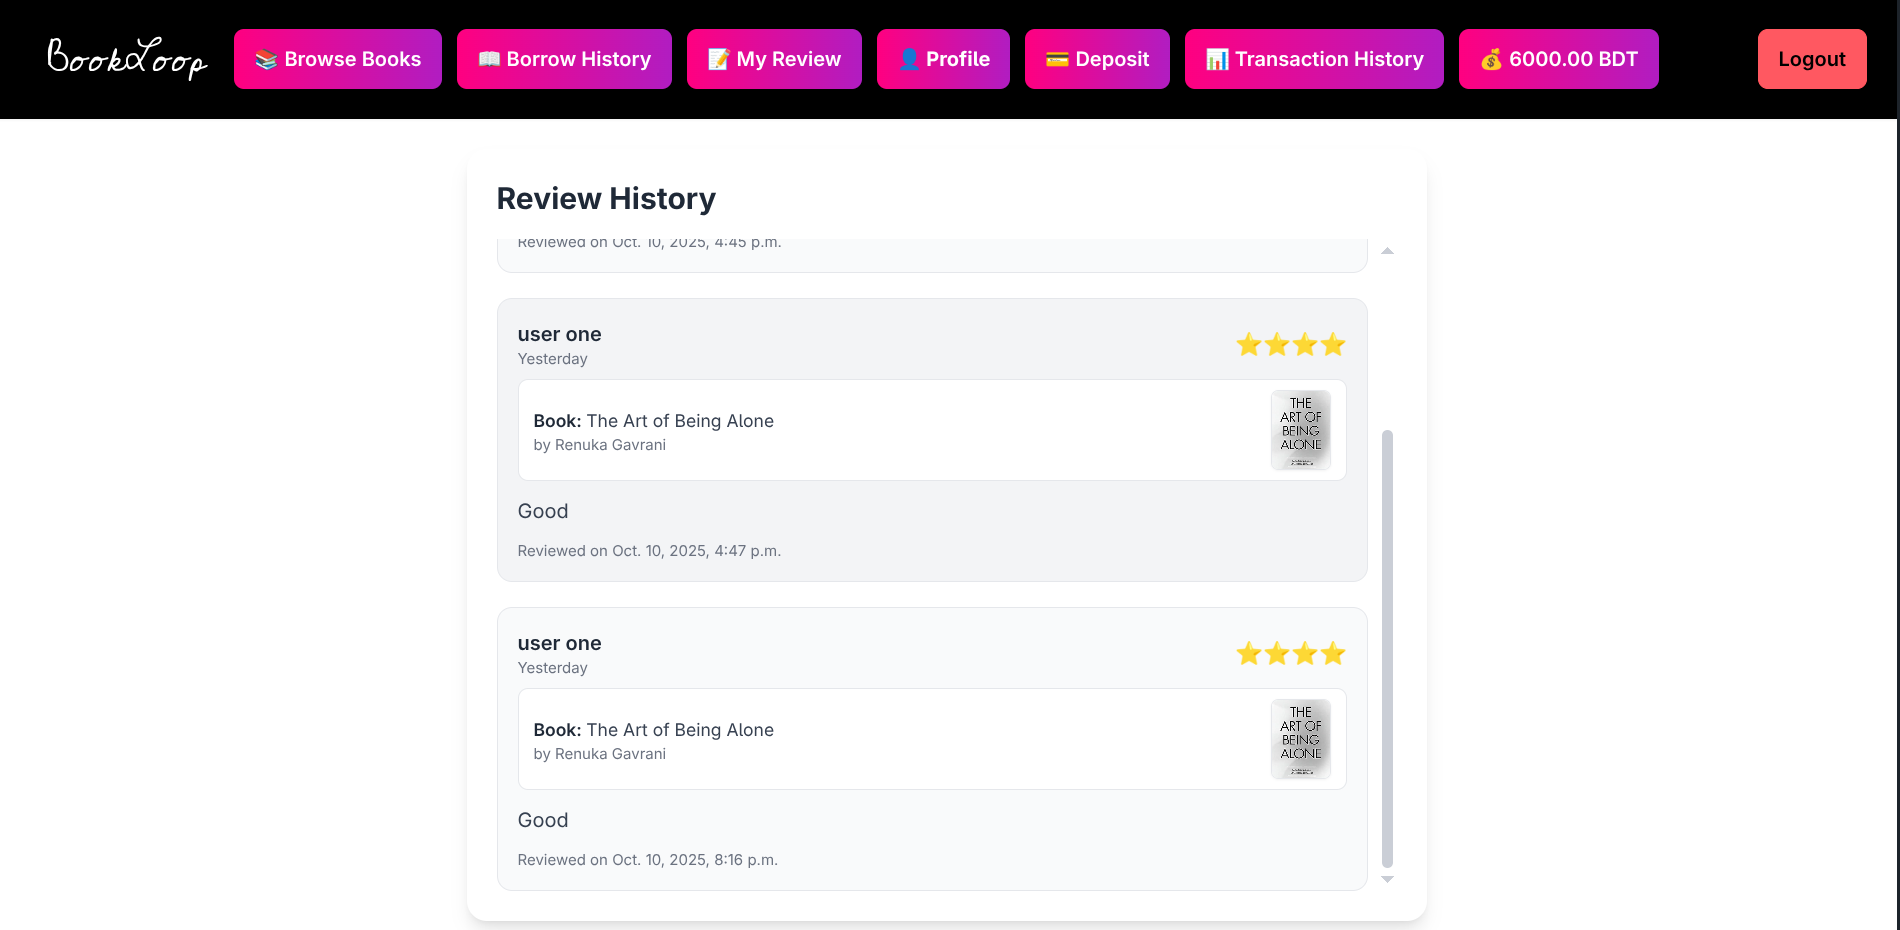 BookLoop
📚 Browse Books
📖 Borrow History
📝 My Review
👤 Profile
💳 Deposit
📊 Transaction History
💰 6000.00 BDT
Logout
Review History
Reviewed on Oct. 10, 2025, 4:45 p.m.
user one
Yesterday
⭐⭐⭐⭐
Book: The Art of Being Alone
by Renuka Gavrani
THE
ART OF
BEING
ALONE
Good
Reviewed on Oct. 10, 2025, 4:47 p.m.
user one
Yesterday
⭐⭐⭐⭐
Book: The Art of Being Alone
by Renuka Gavrani
THE
ART OF
BEING
ALONE
Good
Reviewed on Oct. 10, 2025, 8:16 p.m.